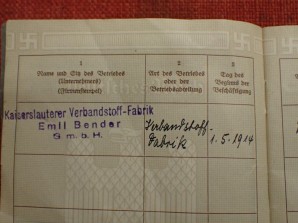 1
Name und Sitz des Betriebes
(Unternehmers)
(Firmenstempel)
2
Art des Betriebes
oder der
Betriebsabteilung
3
Tag des
Beginns der
Beschäftigung
Kaiserslauterer Verbandstoff-Fabrik
Emil Bender
G.m.b.H.
Verbandstoff-
Fabrik
1.5.1914